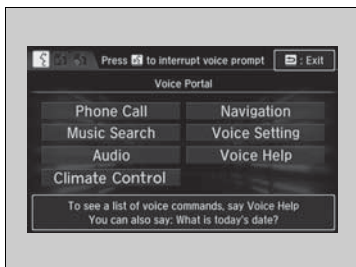 Press to interrupt voice prompt
: Exit
Voice Portal
Phone Call
Navigation
Music Search
Voice Setting
Audio
Voice Help
Climate Control
To see a list of voice commands, say Voice Help
You can also say: What is today's date?